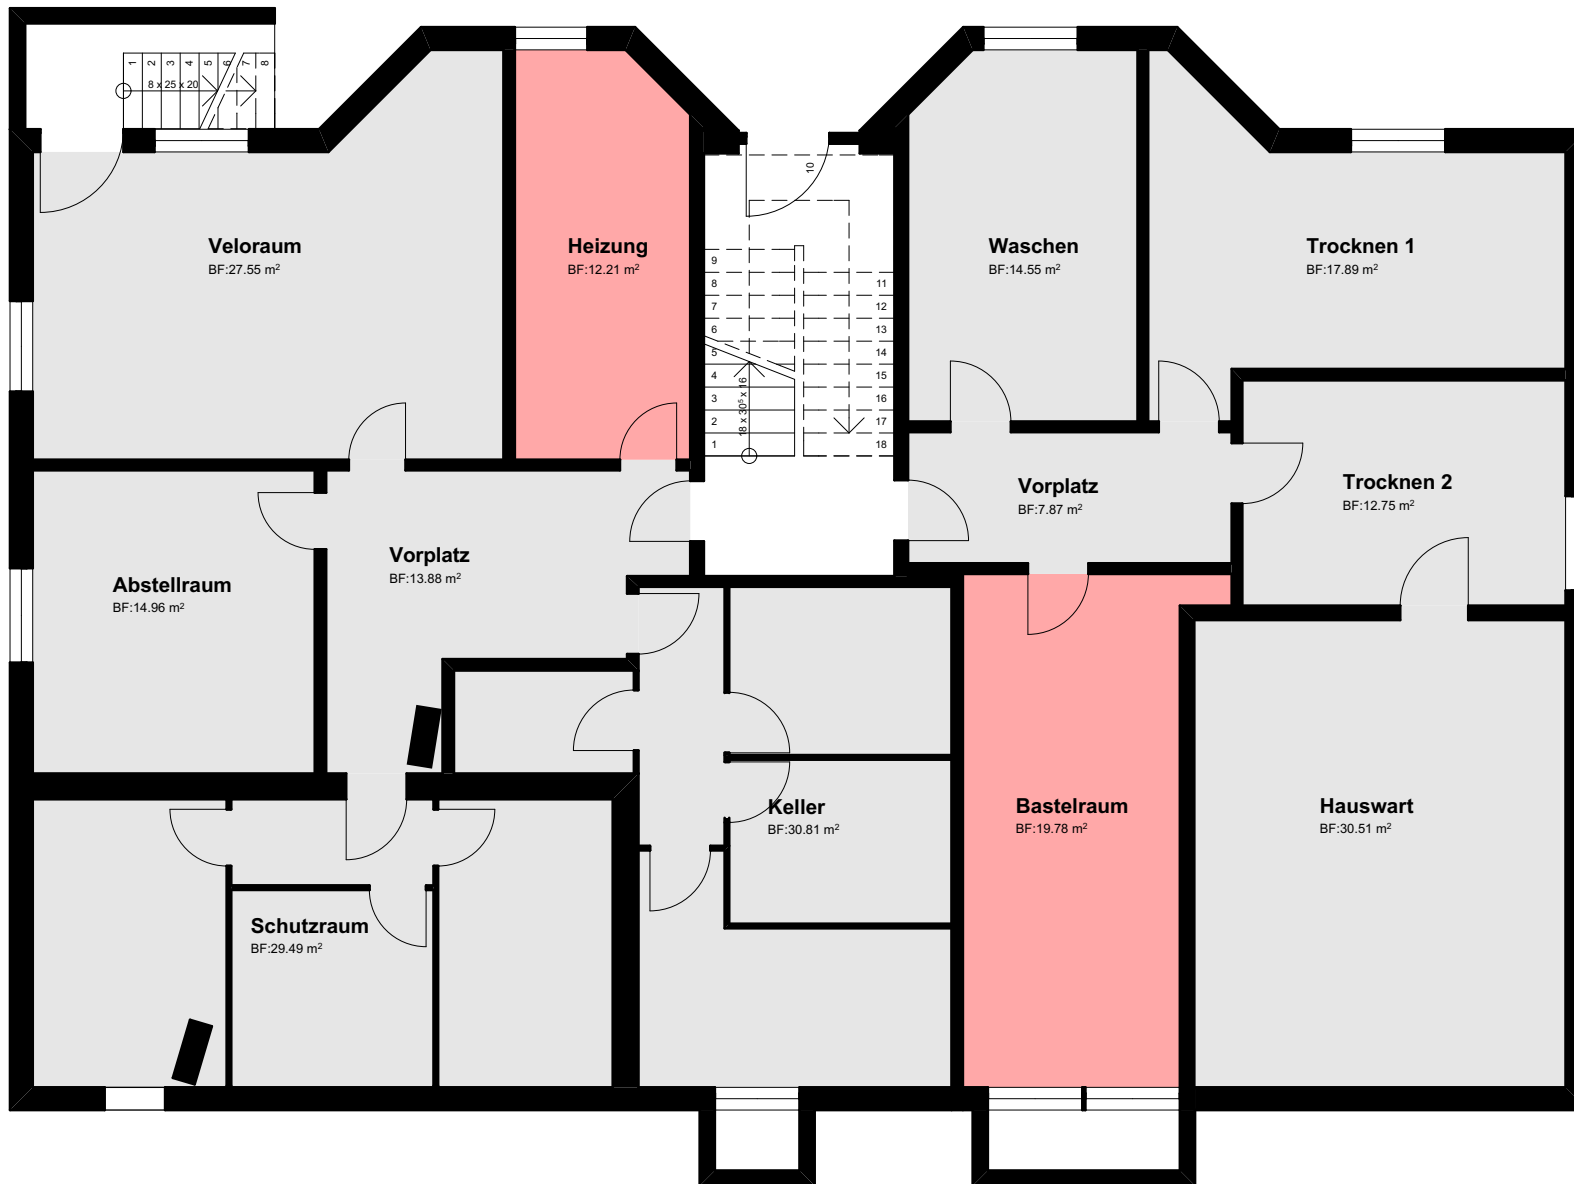 1 2 3 4 5 6 7 8
8 x 25 x 20
Veloraum
BF:27.55 m²
Heizung
BF:12.21 m²
10
9
8
7
6
5
4
3
2
1
18 x 30⁵ x 16
11
12
13
14
15
16
17
18
Waschen
BF:14.55 m²
Trocknen 1
BF:17.89 m²
Vorplatz
BF:7.87 m²
Trocknen 2
BF:12.75 m²
Abstellraum
BF:14.96 m²
Vorplatz
BF:13.88 m²
Keller
BF:30.81 m²
Bastelraum
BF:19.78 m²
Hauswart
BF:30.51 m²
Schutzraum
BF:29.49 m²